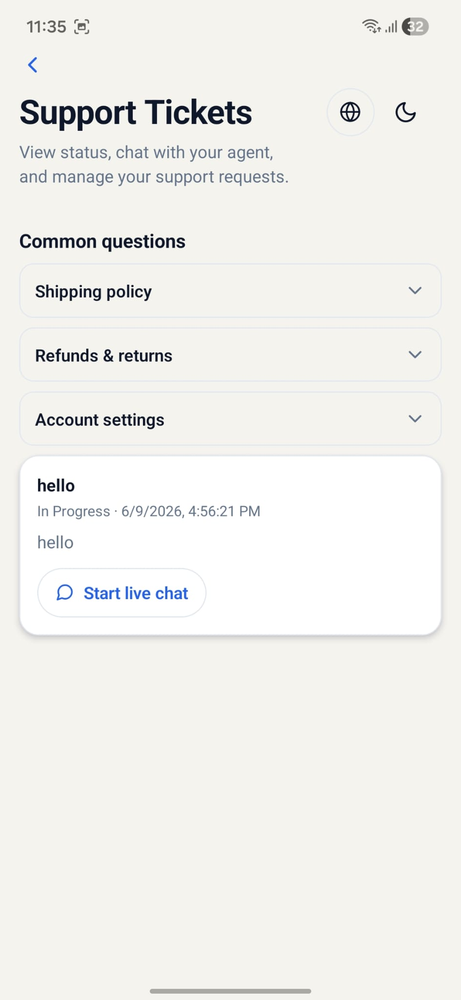 11:35
32
Support Tickets
View status, chat with your agent,
and manage your support requests.
Common questions
Shipping policy
Refunds & returns
Account settings
hello
In Progress · 6/9/2026, 4:56:21 PM
hello
Start live chat